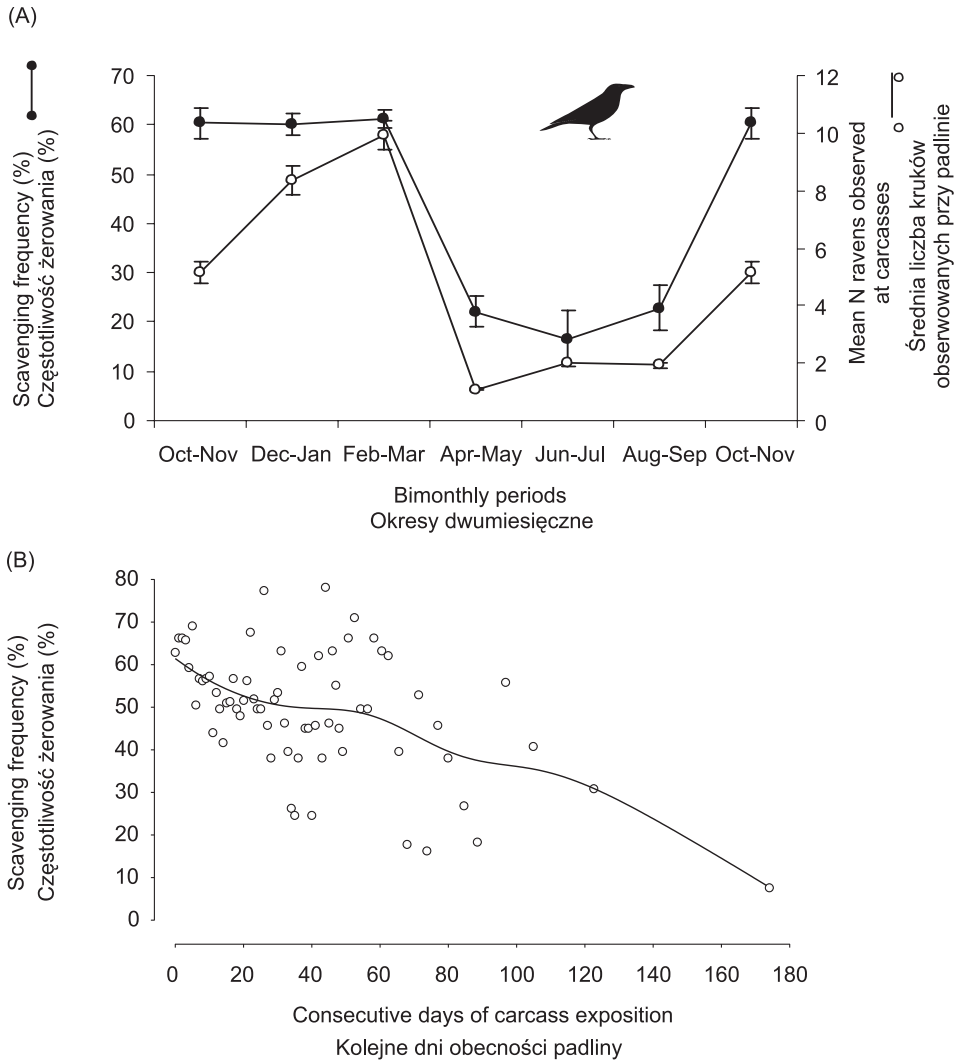 (A)
Scavenging frequency (%)
Częstotliwość żerowania (%)
70
60
50
40
30
20
10
0
12
10
8
6
4
2
0
Mean N ravens observed
at carcasses
Średnia liczba kruków
obserwowanych przy padlinie
Oct-Nov Dec-Jan Feb-Mar Apr-May Jun-Jul Aug-Sep Oct-Nov
Bimonthly periods
Okresy dwumiesięczne
(B)
Scavenging frequency (%)
Częstotliwość żerowania (%)
80
70
60
50
40
30
20
10
0
0 20 40 60 80 100 120 140 160 180
Consecutive days of carcass exposition
Kolejne dni obecności padliny